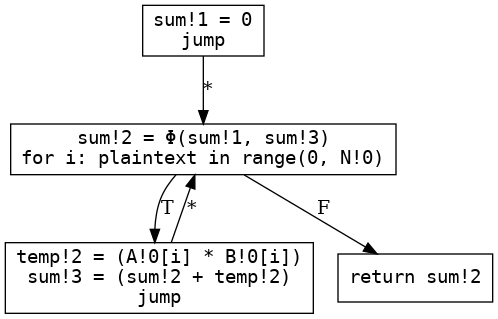 sum!1 = 0
jump
*
sum!2 = Φ(sum!1, sum!3)
for i: plaintext in range(0, N!0)
T
*
F
temp!2 = (A!0[i] * B!0[i])
sum!3 = (sum!2 + temp!2)
jump
return sum!2